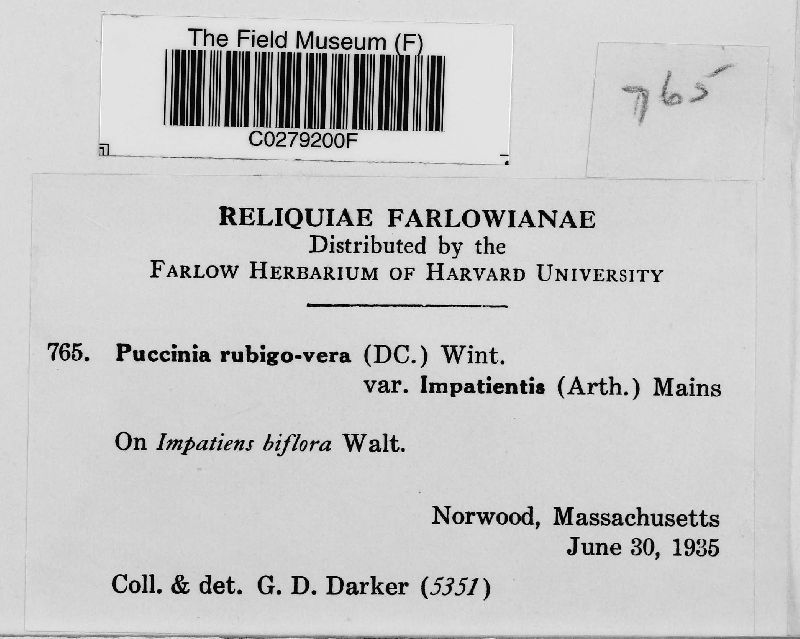 The Field Museum (F)
C0279200F
765
RELIQUIAE FARLOWIANAE
Distributed by the
FARLOW HERBARIUM OF HARVARD UNIVERSITY
765. Puccinia rubigo-vera (DC.) Wint.
var. Impatientis (Arth.) Mains
On Impatiens biflora Walt.
Norwood, Massachusetts
June 30, 1935
Coll. & det. G. D. Darker (5351)